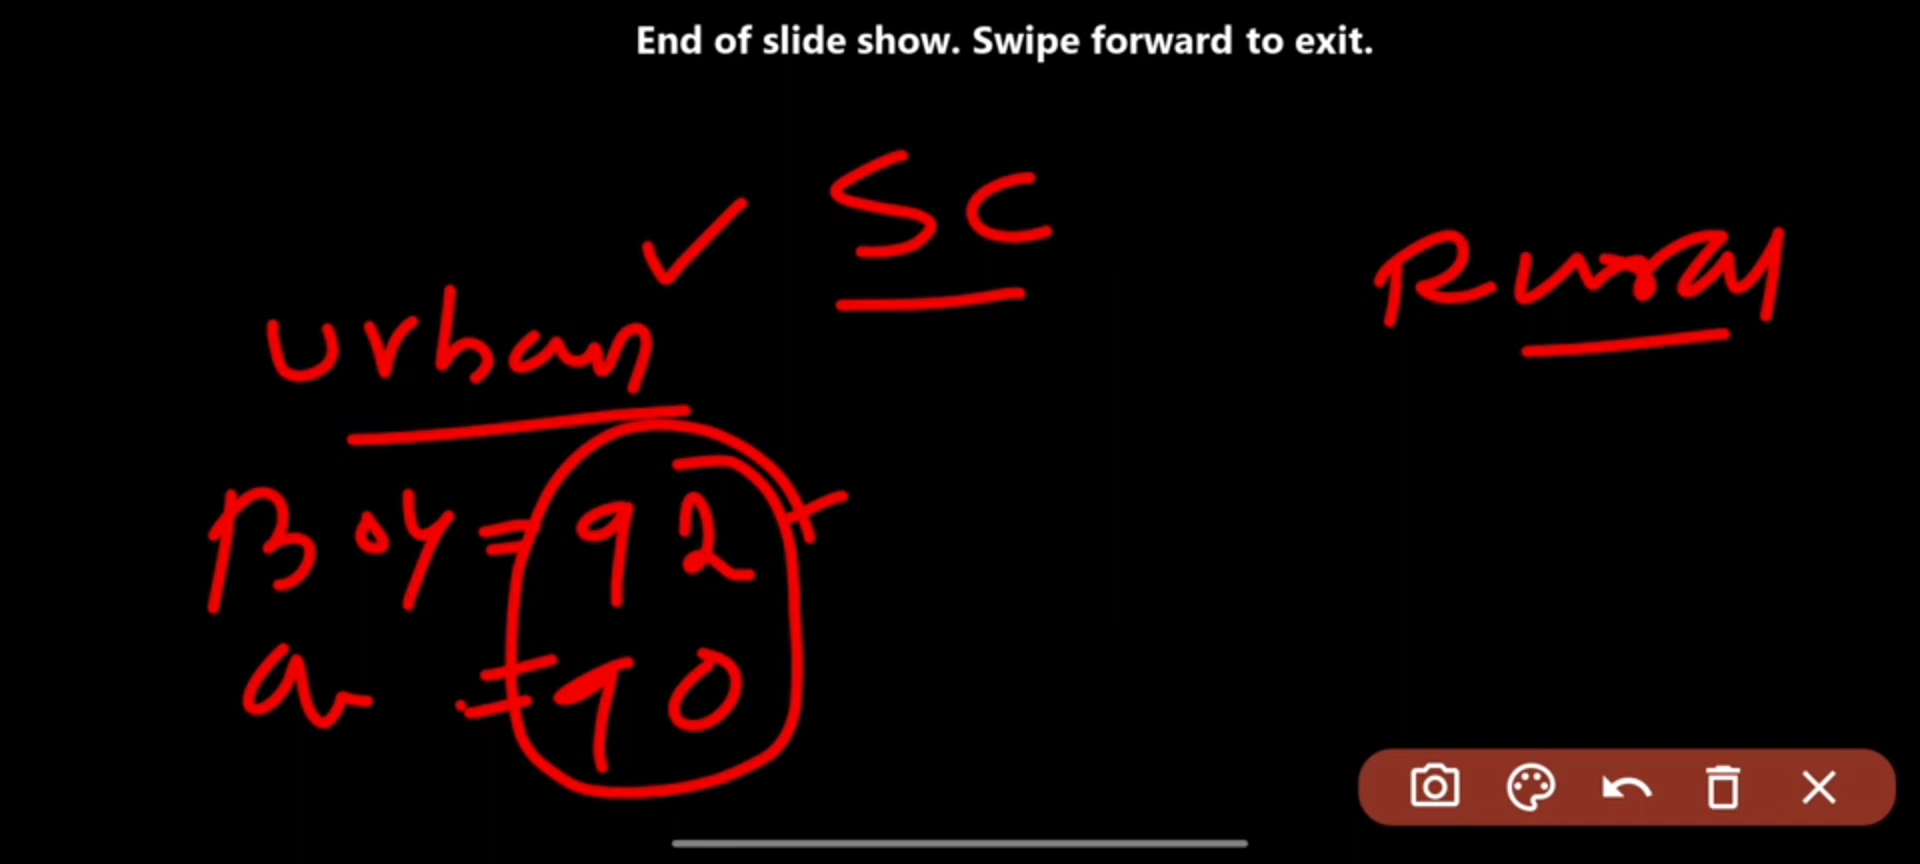 End of slide show. Swipe forward to exit.
SC
Rural
Urban
Boy = 92
= 90